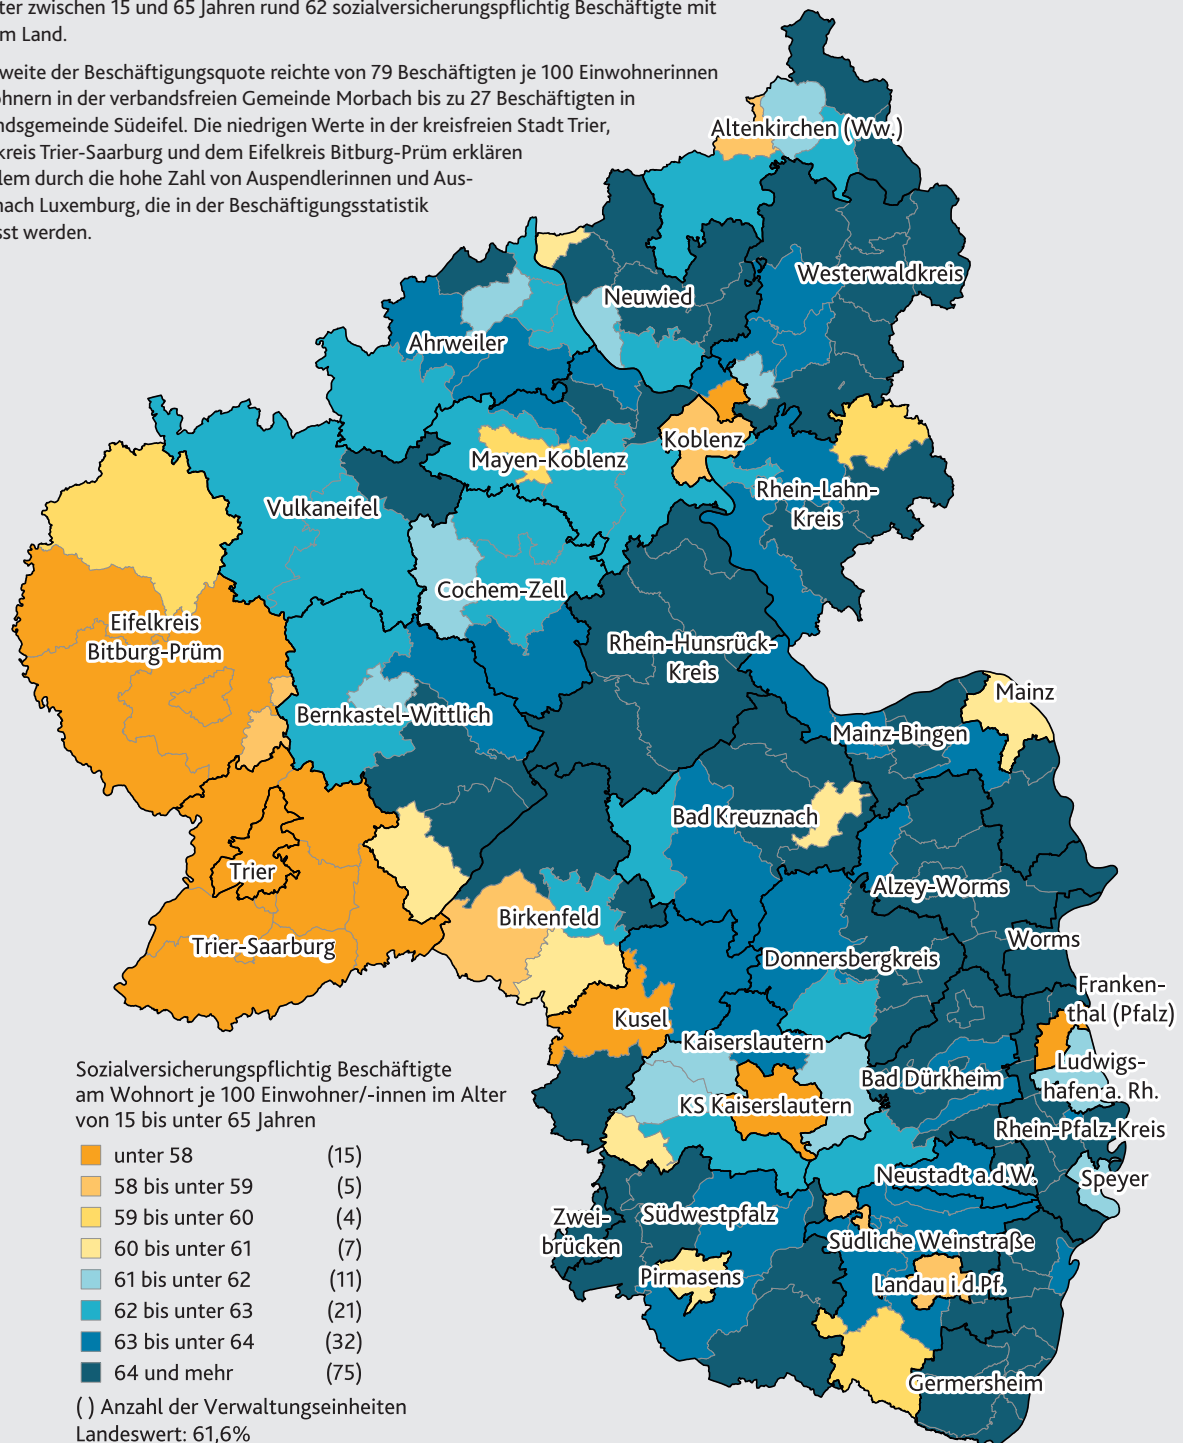 ter zwischen 15 und 65 Jahren rund 62 sozialversicherungspflichtig Beschäftigte mit
m Land.
weite der Beschäftigungsquote reichte von 79 Beschäftigten je 100 Einwohnerinnen
ohnern in der verbandsfreien Gemeinde Morbach bis zu 27 Beschäftigten in
ndsgemeinde Südeifel. Die niedrigen Werte in der kreisfreien Stadt Trier,
kreis Trier-Saarburg und dem Eifelkreis Bitburg-Prüm erklären
llem durch die hohe Zahl von Auspendlerinnen und Aus-
nach Luxemburg, die in der Beschäftigungsstatistik
sst werden.
Altenkirchen (Ww.)
Westerwaldkreis
Neuwied
Ahrweiler
Koblenz
Mayen-Koblenz
Rhein-Lahn-
Kreis
Vulkaneifel
Cochem-Zell
Eifelkreis
Bitburg-Prüm
Rhein-Hunsrück-
Kreis
Mainz
Bernkastel-Wittlich
Mainz-Bingen
Bad Kreuznach
Trier
Alzey-Worms
Birkenfeld
Trier-Saarburg
Worms
Donnersbergkreis
Franken-
thal (Pfalz)
Kusel
Kaiserslautern
Ludwigs-
hafen a. Rh.
Bad Dürkheim
KS Kaiserslautern
Rhein-Pfalz-Kreis
Neustadt a.d.W.
Speyer
Südwestpfalz
Zwei-
brücken
Südliche Weinstraße
Pirmasens
Landau i.d.Pf.
Germersheim
Sozialversicherungspflichtig Beschäftigte
am Wohnort je 100 Einwohner/-innen im Alter
von 15 bis unter 65 Jahren
unter 58 (15)
58 bis unter 59 (5)
59 bis unter 60 (4)
60 bis unter 61 (7)
61 bis unter 62 (11)
62 bis unter 63 (21)
63 bis unter 64 (32)
64 und mehr (75)
( ) Anzahl der Verwaltungseinheiten
Landeswert: 61,6%